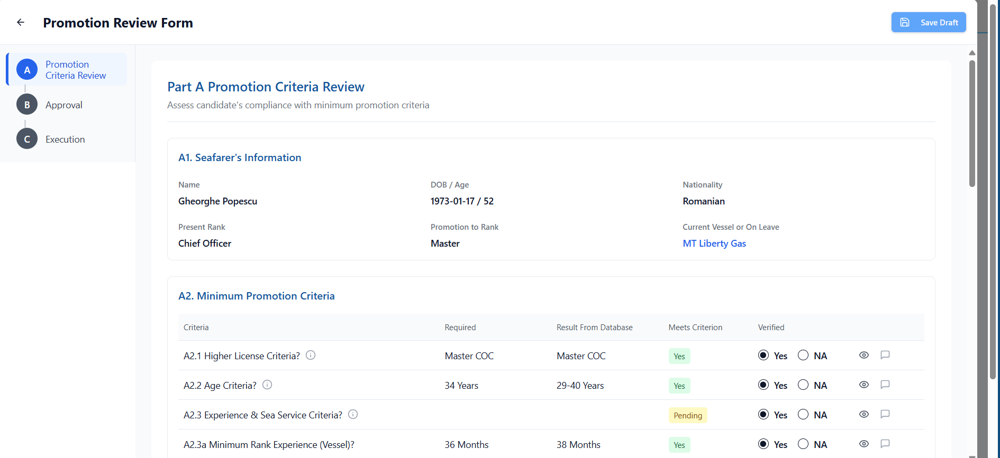 Promotion Review Form
Save Draft
A
Promotion
Criteria Review
B
Approval
C
Execution
Part A Promotion Criteria Review
Assess candidate's compliance with minimum promotion criteria
A1. Seafarer's Information
Name
DOB / Age
Nationality
Gheorghe Popescu
1973-01-17 / 52
Romanian
Present Rank
Promotion to Rank
Current Vessel or On Leave
Chief Officer
Master
MT Liberty Gas
A2. Minimum Promotion Criteria
Criteria Required Result From Database Meets Criterion Verified
A2.1 Higher License Criteria? Master COC Master COC Yes Yes NA
A2.2 Age Criteria? 34 Years 29-40 Years Yes Yes NA
A2.3 Experience & Sea Service Criteria? Pending Yes NA
A2.3a Minimum Rank Experience (Vessel)? 36 Months 38 Months Yes Yes NA